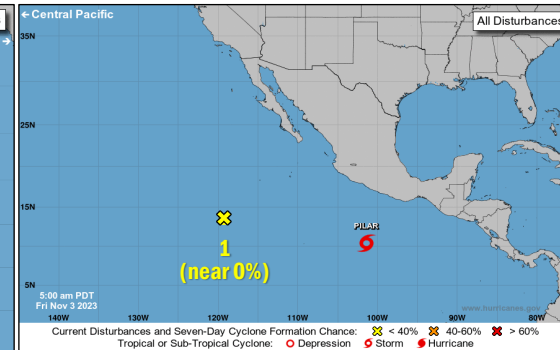 ← Central Pacific
All Disturbances
35N
25N
15N
5N
PILAR
1
(near 0%)
5:00 am PDT
Fri Nov 3 2023
www.hurricanes.gov
140W 130W 120W 110W 100W 90W 80W
Current Disturbances and Seven-Day Cyclone Formation Chance: < 40% 40-60% > 60%
Tropical or Sub-Tropical Cyclone: Depression Storm Hurricane